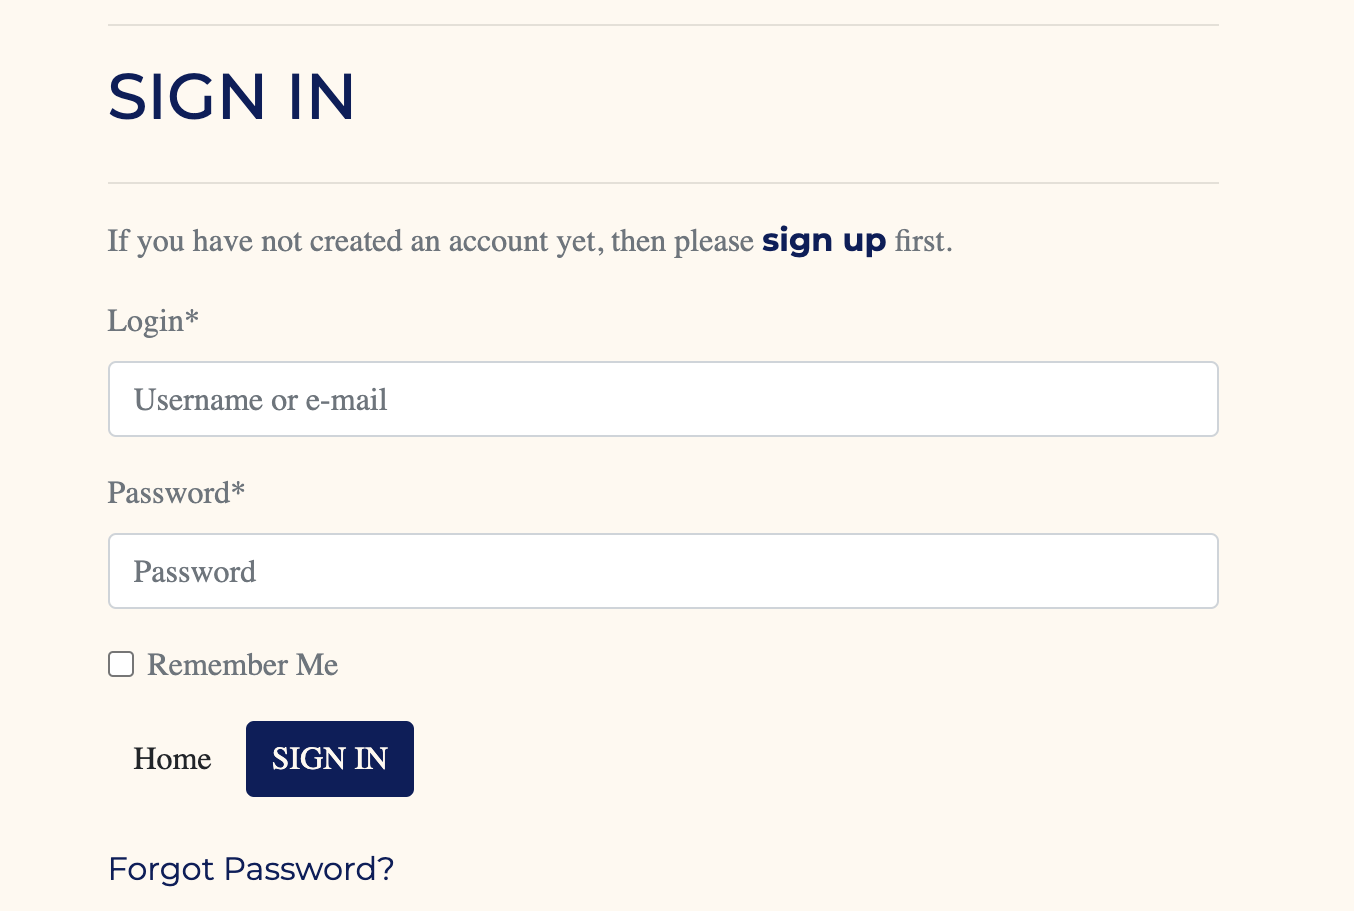 SIGN IN
If you have not created an account yet, then please sign up first.
Login*
Username or e-mail
Password*
Password
Remember Me
Home SIGN IN
Forgot Password?